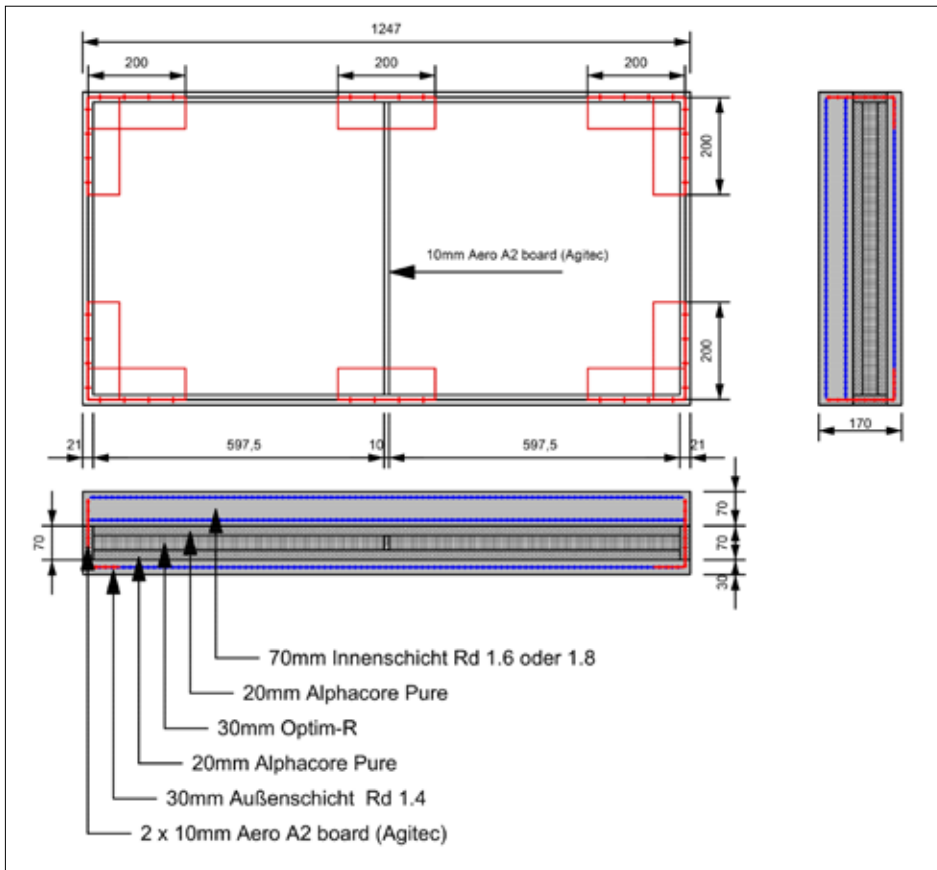 1247
200 200 200
200
10mm Aero A2 board (Agitec)
200
170
21 597,5 10 597,5 21
70
70
70
30
70mm Innenschicht Rd 1.6 oder 1.8
20mm Alphacore Pure
30mm Optim-R
20mm Alphacore Pure
30mm Außenschicht Rd 1.4
2 x 10mm Aero A2 board (Agitec)